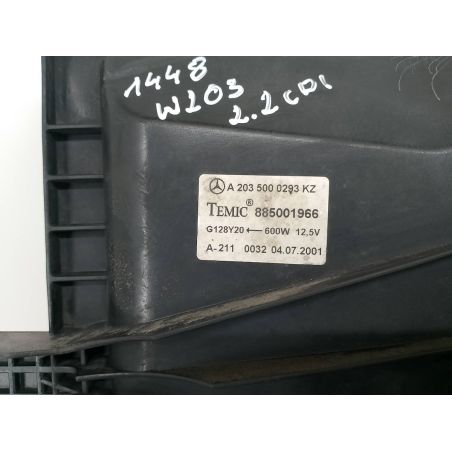 1448
W203
2.2 CDI
A 203 500 0293 KZ
TEMIC® 885001966
G128Y20 ← 600W 12,5V
A-211 0032 04.07.2001